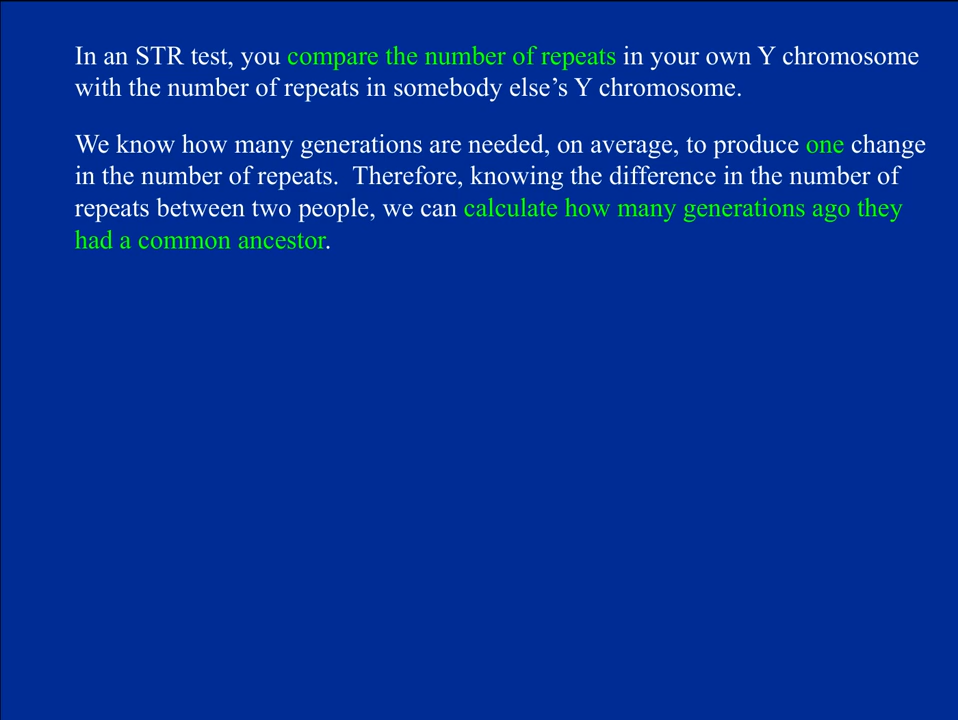 In an STR test, you compare the number of repeats in your own Y chromosome
with the number of repeats in somebody else’s Y chromosome.
We know how many generations are needed, on average, to produce one change
in the number of repeats.  Therefore, knowing the difference in the number of
repeats between two people, we can calculate how many generations ago they
had a common ancestor.